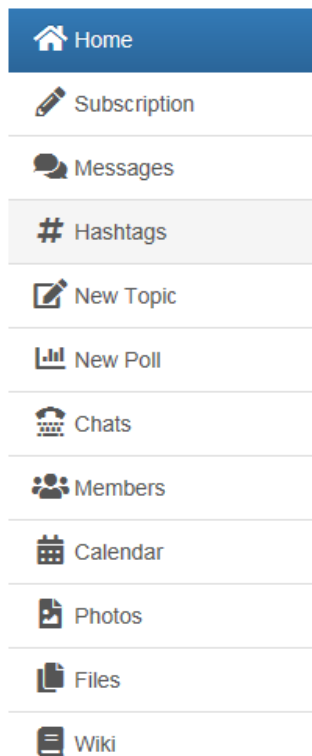 Home
Subscription
Messages
Hashtags
New Topic
New Poll
Chats
Members
Calendar
Photos
Files
Wiki